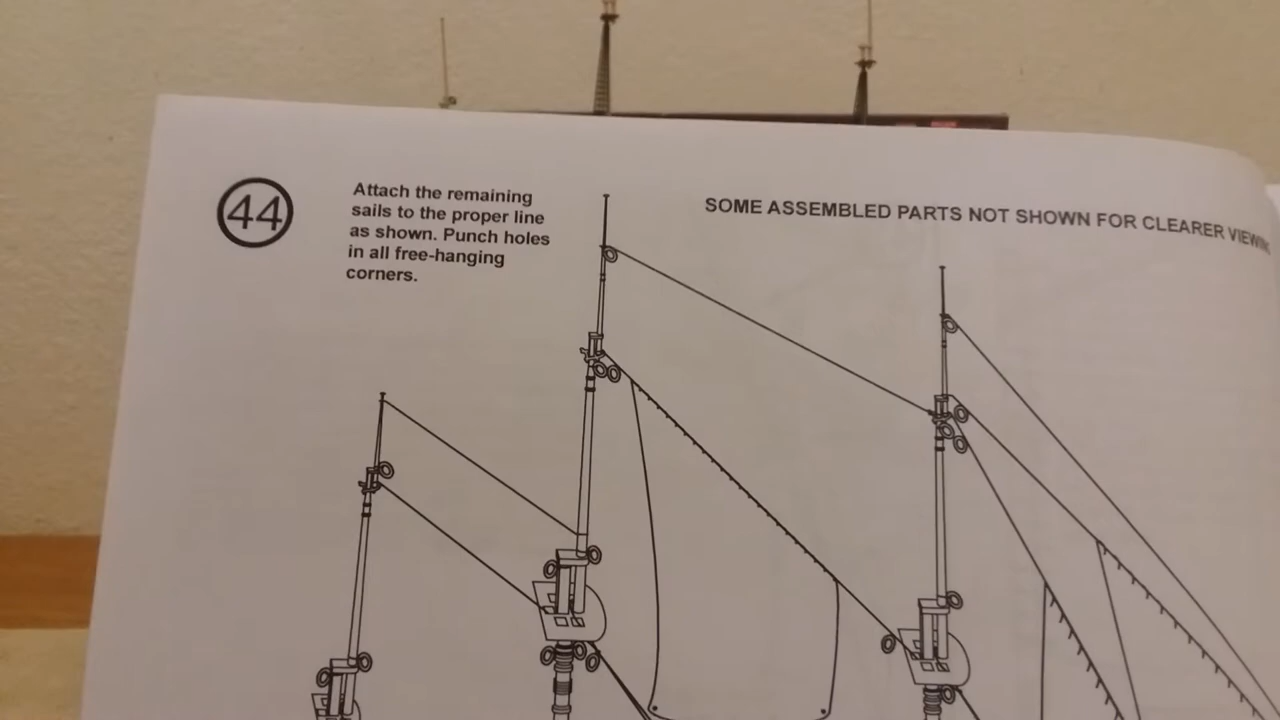 44
Attach the remaining
sails to the proper line
as shown. Punch holes
in all free-hanging
corners.
SOME ASSEMBLED PARTS NOT SHOWN FOR CLEARER